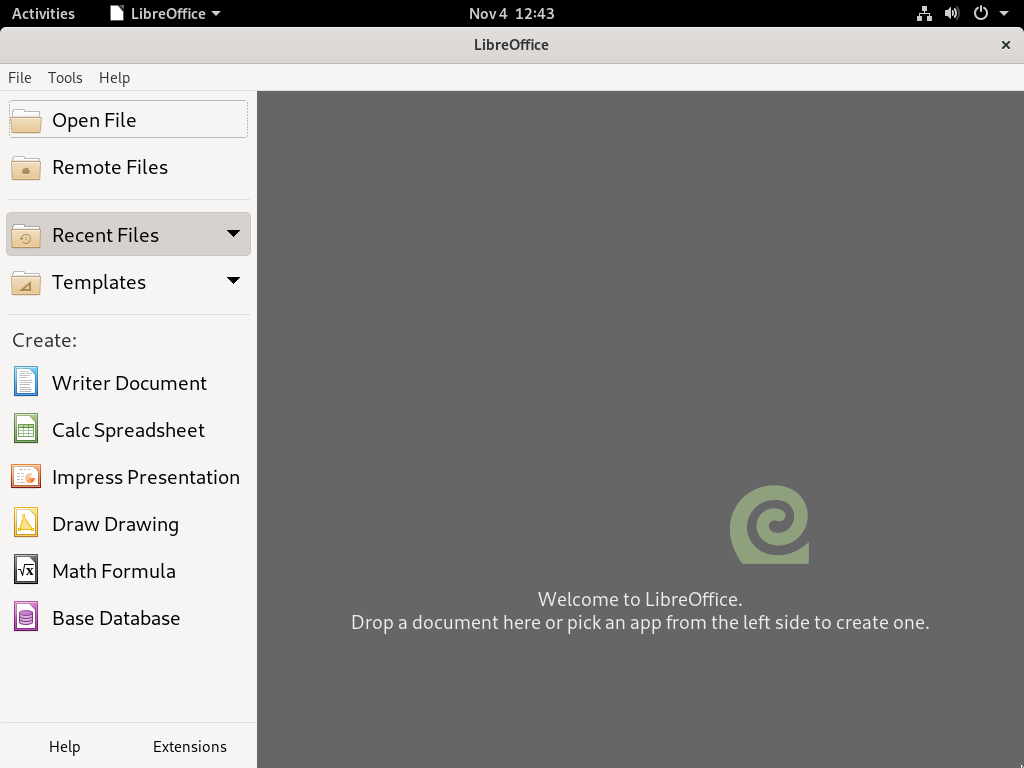 Activities
LibreOffice
Nov 4 12:43
LibreOffice
File Tools Help
Open File
Remote Files
Recent Files
Templates
Create:
Writer Document
Calc Spreadsheet
Impress Presentation
Draw Drawing
√x Math Formula
Base Database
Welcome to LibreOffice.
Drop a document here or pick an app from the left side to create one.
Help Extensions